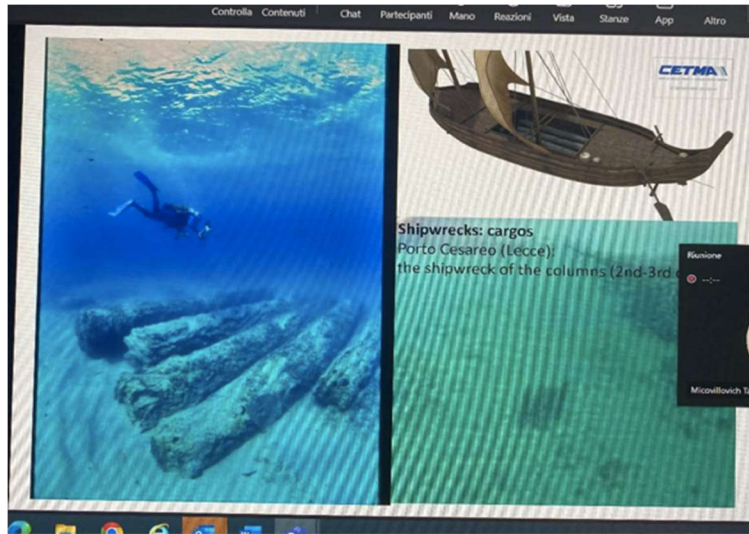 Controlla Contenuti Chat Partecipanti Mano Reazioni Vista Stanze App Altro
CETMA
Shipwrecks: cargos
Porto Cesareo (Lecce):
the shipwreck of the columns (2nd-3rd
Riunione
--:--
Micovillovich